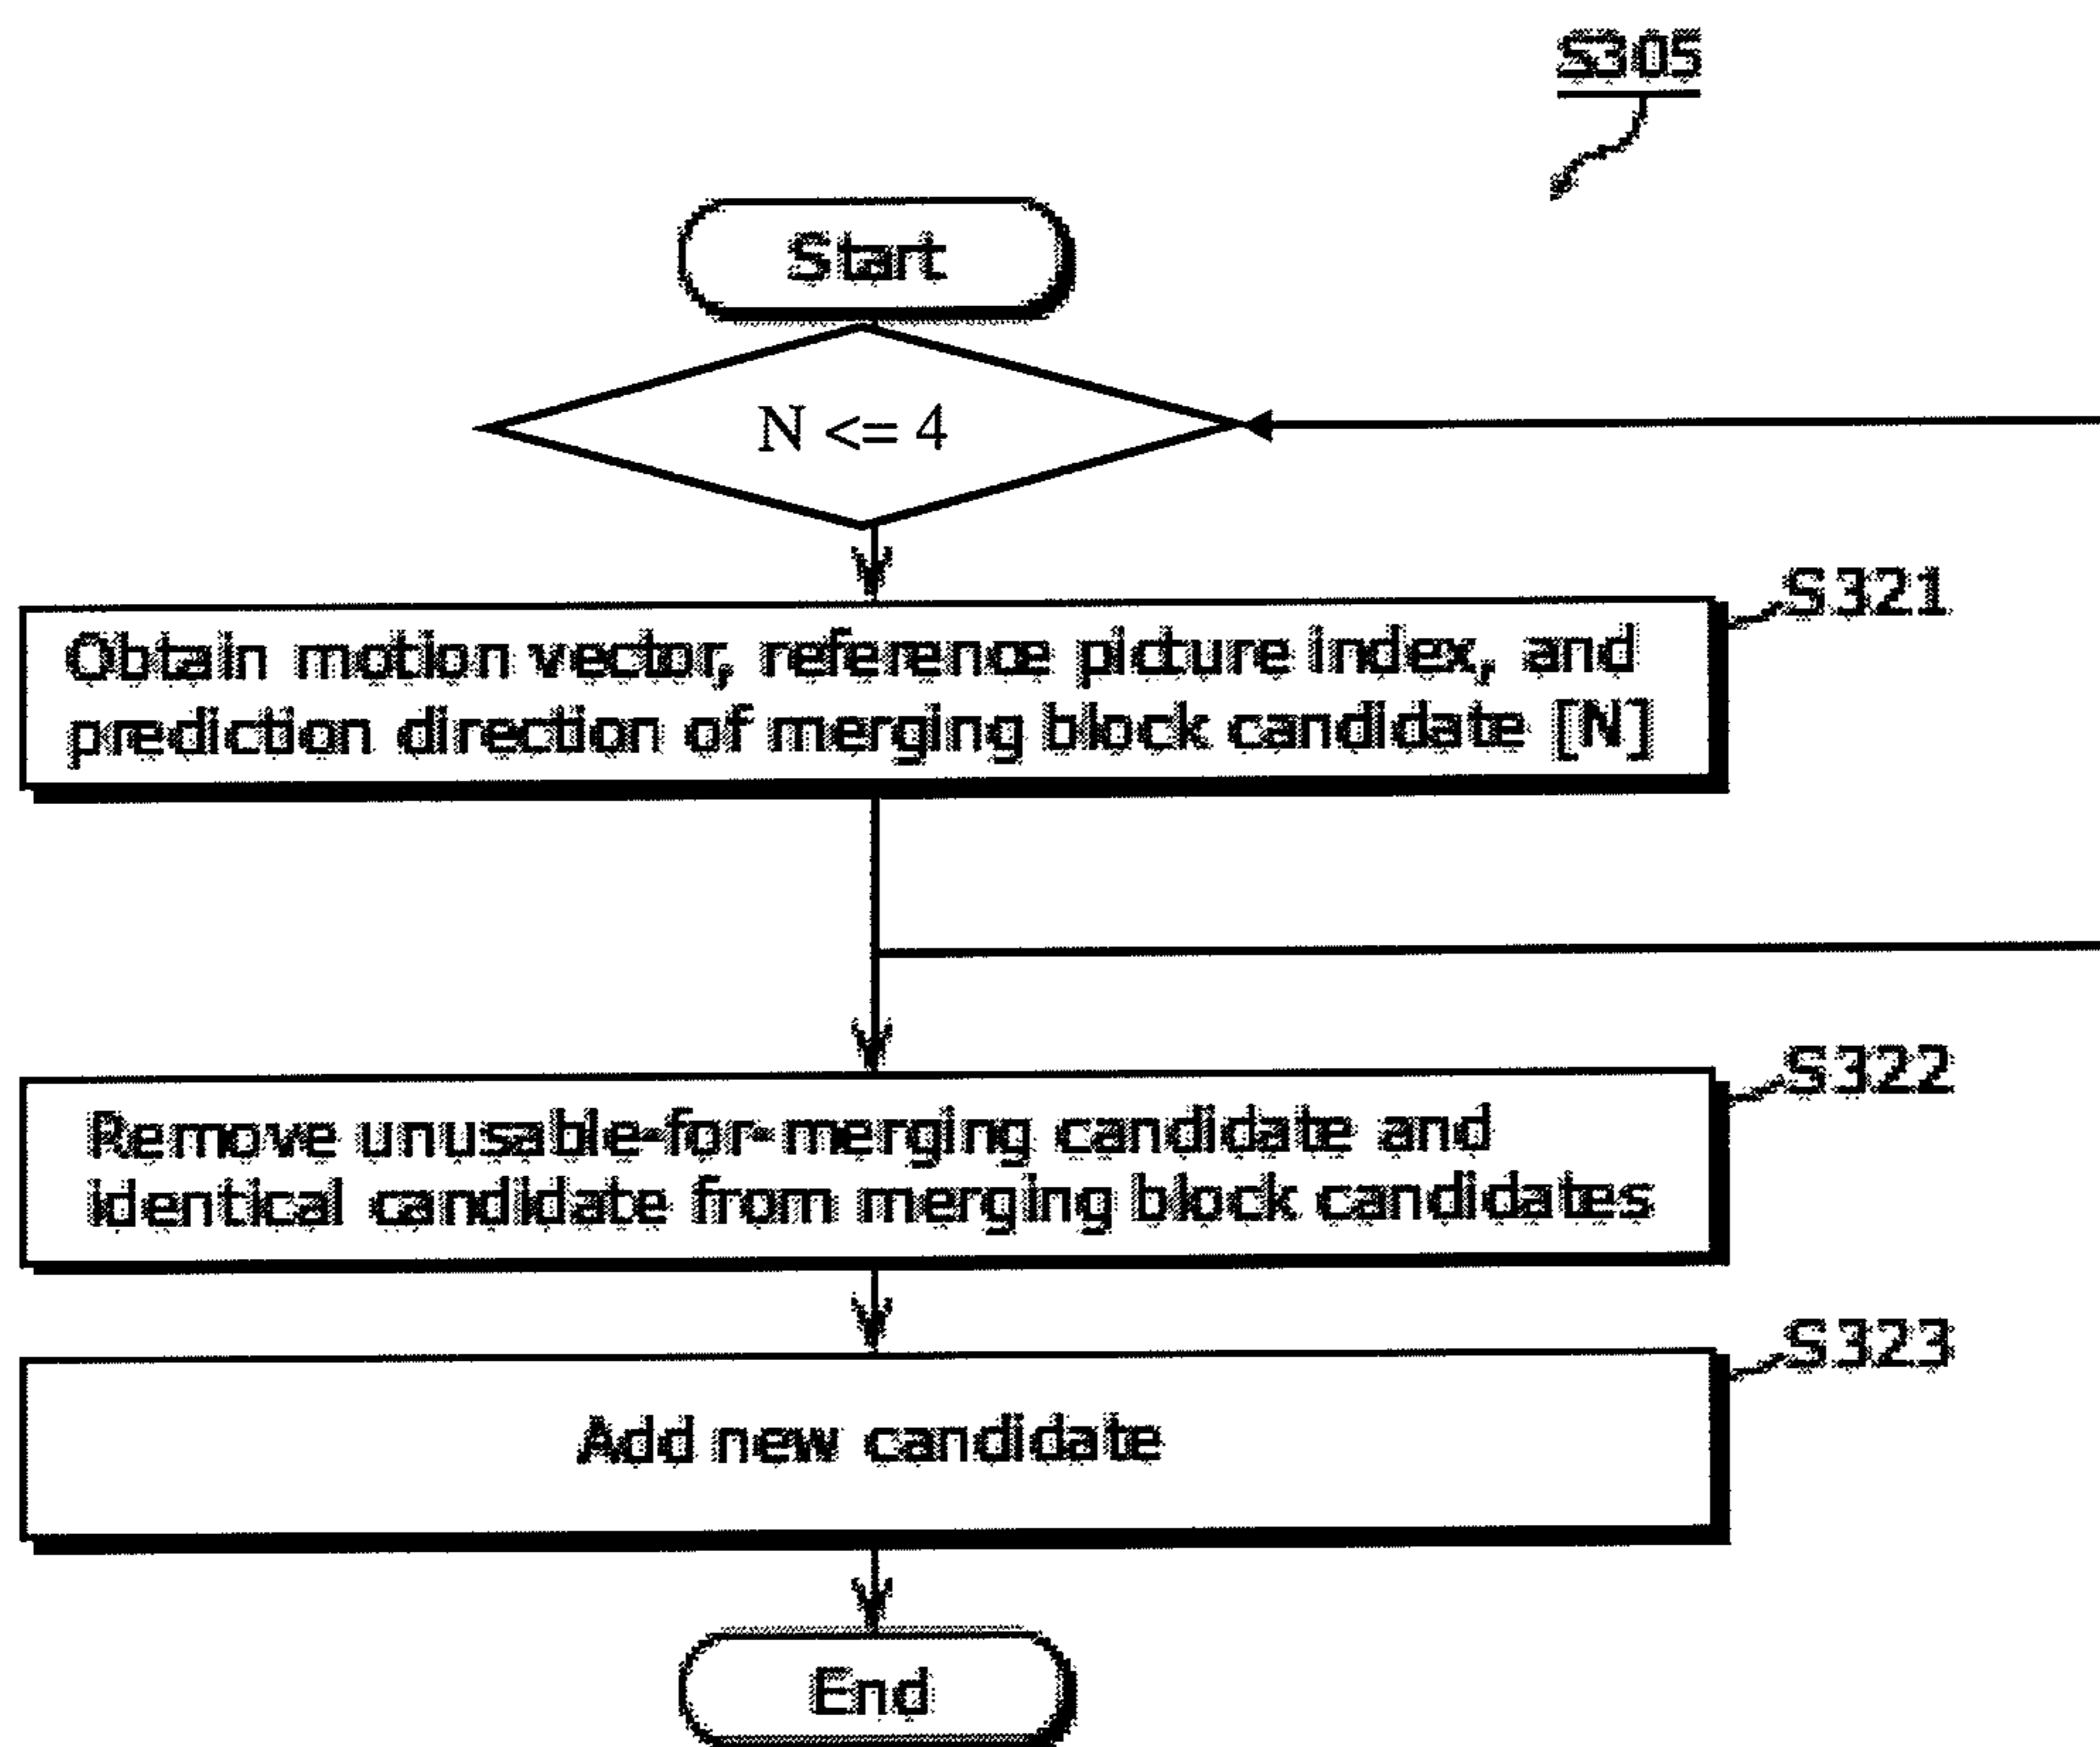 S305
Start
N <= 4
S321
Obtain motion vector, reference picture index, and
prediction direction of merging block candidate [N]
S322
Remove unusable-for-merging candidate and
identical candidate from merging block candidates
S323
Add new candidate
End